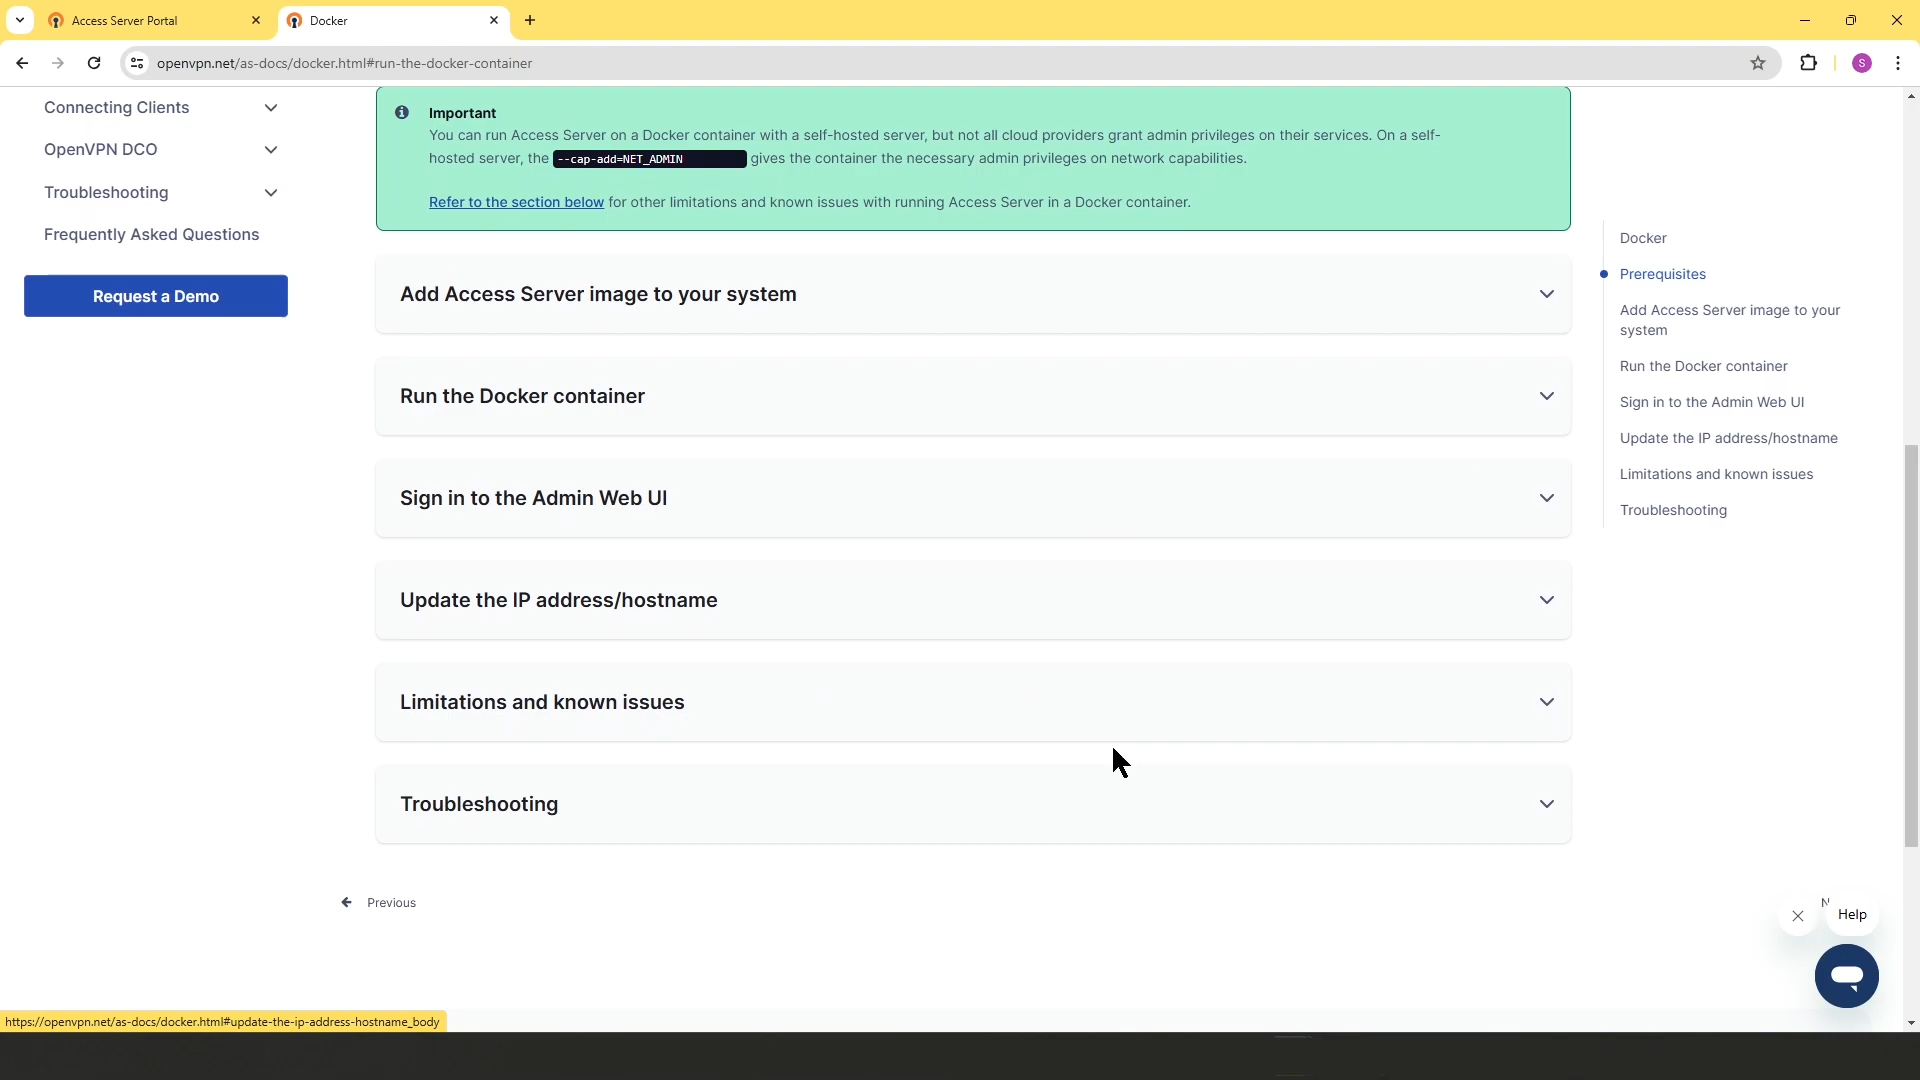 Access Server Portal
Docker
openvpn.net/as-docs/docker.html#run-the-docker-container
S
Connecting Clients
OpenVPN DCO
Troubleshooting
Frequently Asked Questions
Request a Demo
Important
You can run Access Server on a Docker container with a self-hosted server, but not all cloud providers grant admin privileges on their services. On a self-
hosted server, the --cap-add=NET_ADMIN gives the container the necessary admin privileges on network capabilities.
Refer to the section below for other limitations and known issues with running Access Server in a Docker container.
Add Access Server image to your system
Run the Docker container
Sign in to the Admin Web UI
Update the IP address/hostname
Limitations and known issues
Troubleshooting
Previous
Docker
Prerequisites
Add Access Server image to your
system
Run the Docker container
Sign in to the Admin Web UI
Update the IP address/hostname
Limitations and known issues
Troubleshooting
Help
https://openvpn.net/as-docs/docker.html#update-the-ip-address-hostname_body